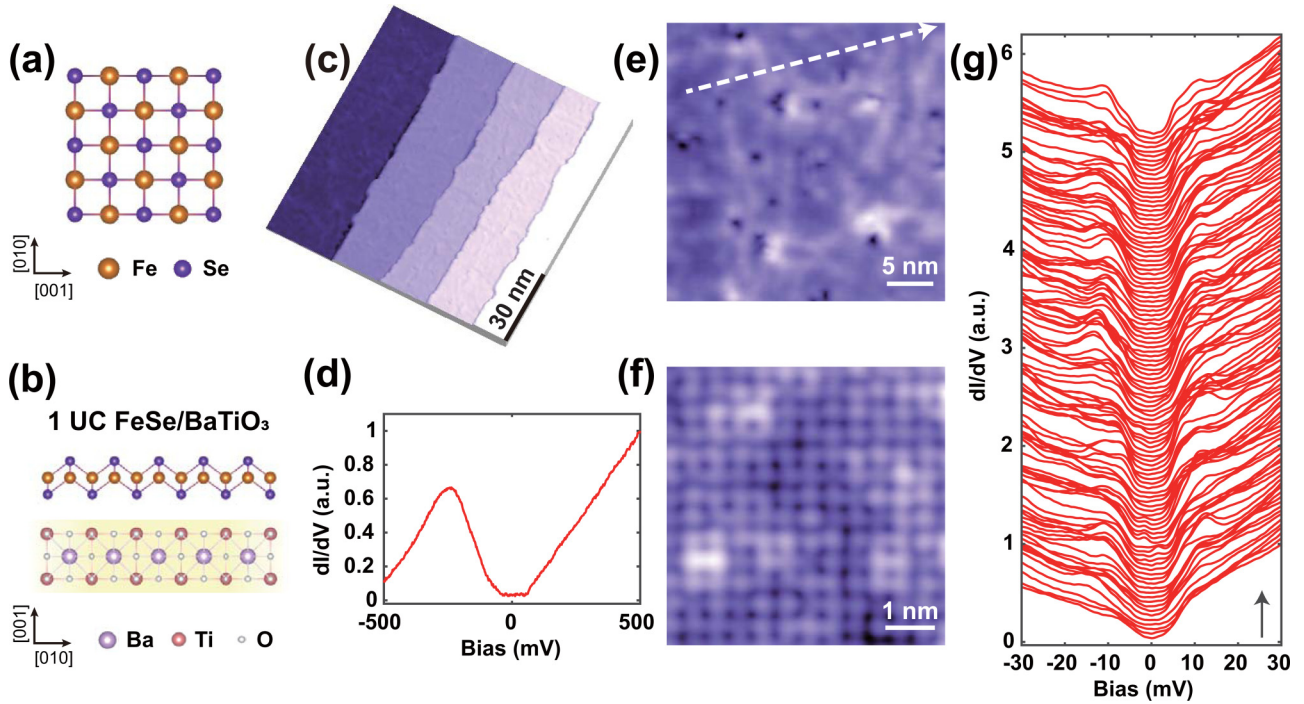 (a)
[010]
[001]
Fe
Se
(b)
1 UC FeSe/BaTiO₃
[001]
[010]
Ba
Ti
O
(c)
30 nm
(d)
dI/dV (a.u.)
1
0.8
0.6
0.4
0.2
0
-500
0
500
Bias (mV)
(e)
5 nm
(f)
1 nm
(g)
dI/dV (a.u.)
6
5
4
3
2
1
0
-30
-20
-10
0
10
20
30
Bias (mV)